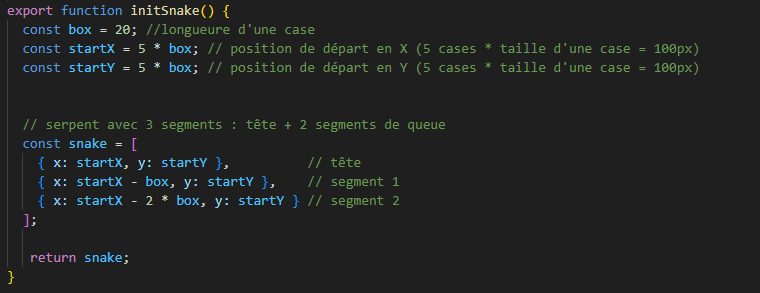 export function initSnake() {
const box = 20; //longueure d'une case
const startX = 5 * box; // position de départ en X (5 cases * taille d'une case = 100px)
const startY = 5 * box; // position de départ en Y (5 cases * taille d'une case = 100px)
// serpent avec 3 segments : tête + 2 segments de queue
const snake = [
{ x: startX, y: startY }, // tête
{ x: startX - box, y: startY }, // segment 1
{ x: startX - 2 * box, y: startY } // segment 2
];
return snake;
}